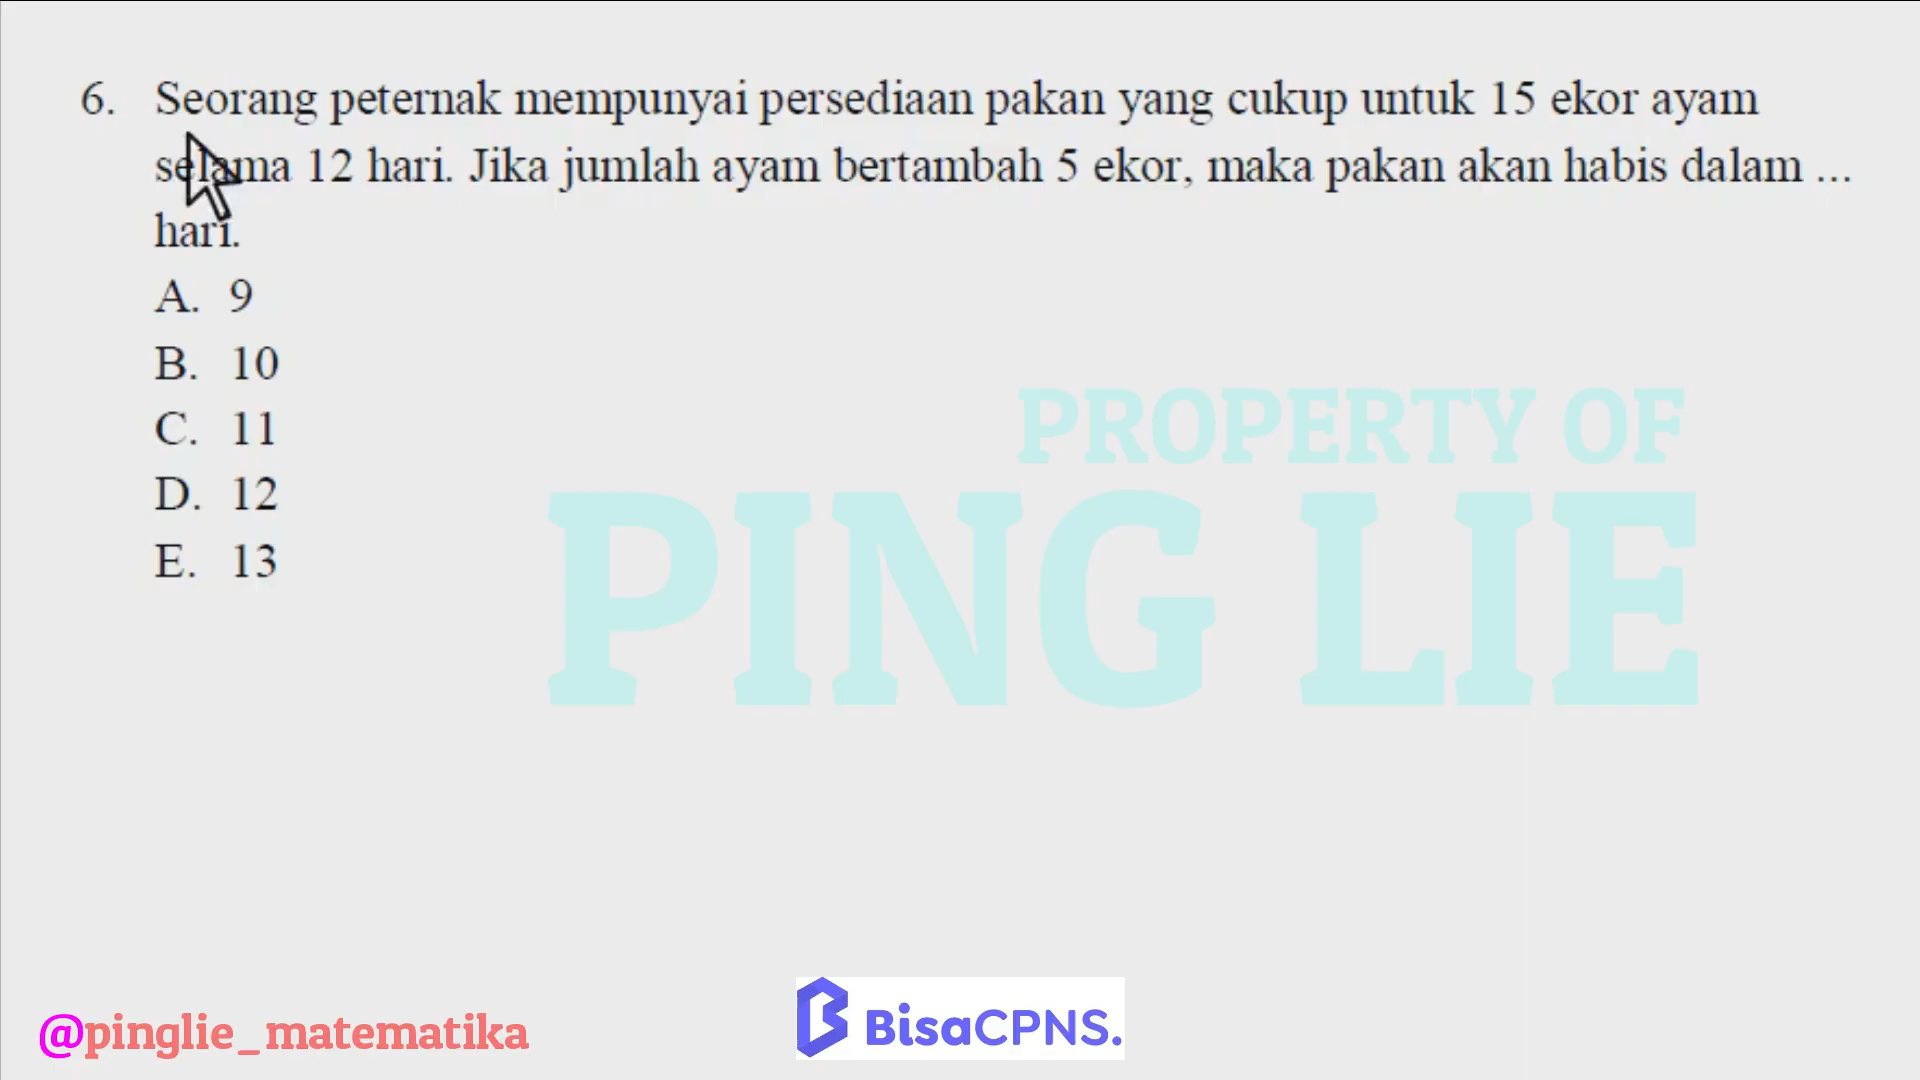 6. Seorang peternak mempunyai persediaan pakan yang cukup untuk 15 ekor ayam
selama 12 hari. Jika jumlah ayam bertambah 5 ekor, maka pakan akan habis dalam ...
hari.
A. 9
B. 10
C. 11
D. 12
E. 13
PROPERTY OF
PING LIE
@pinglie_matematika
BisaCPNS.